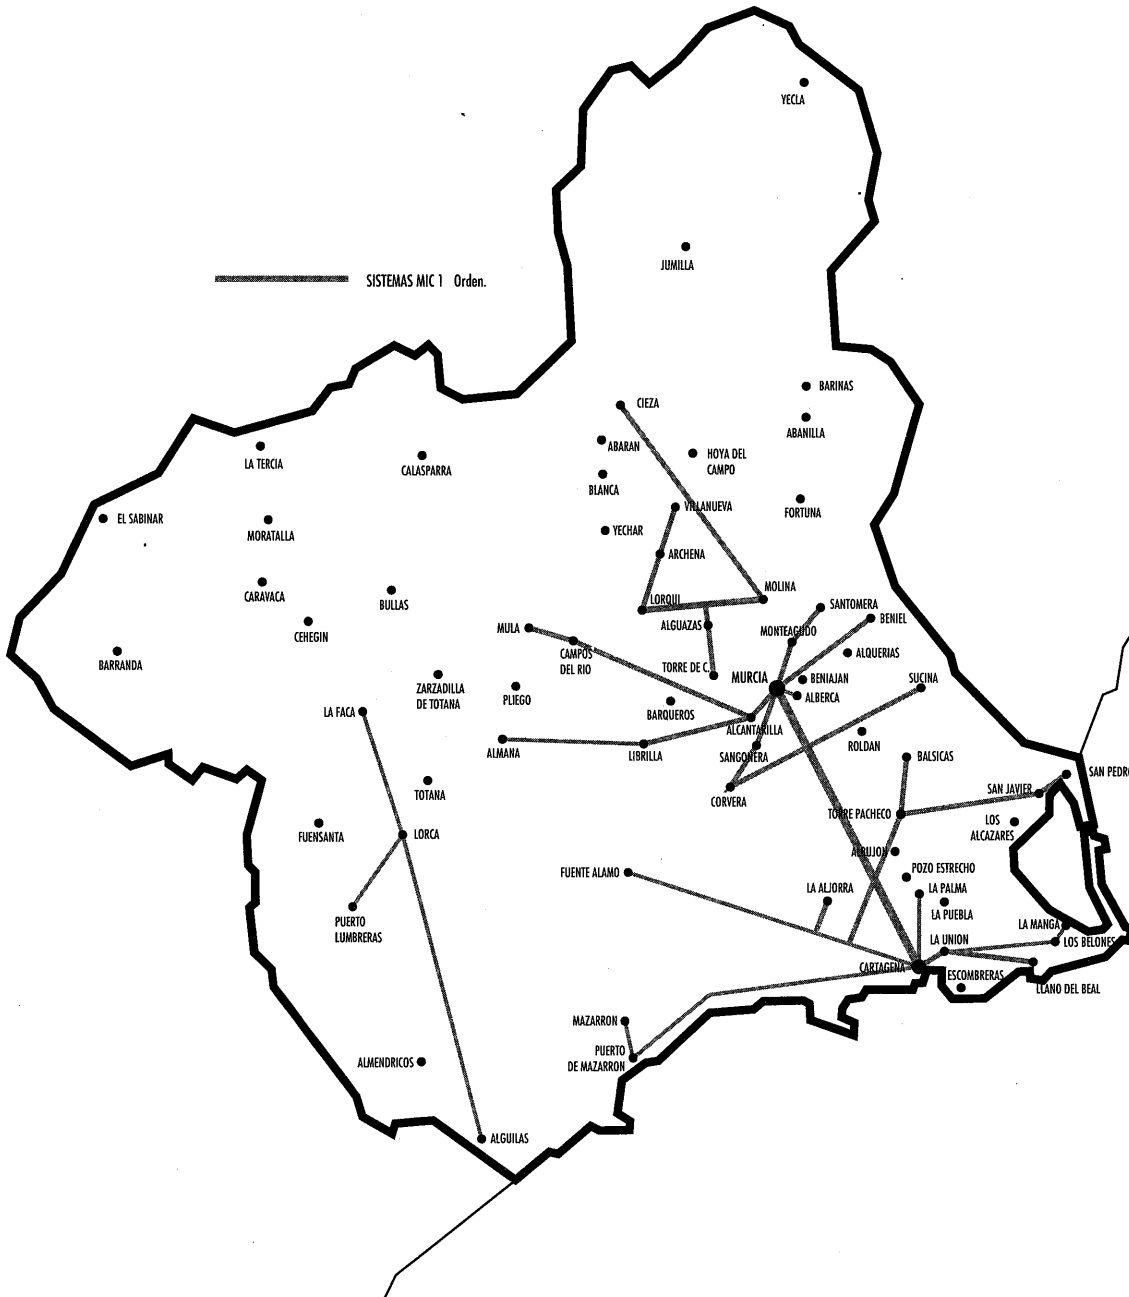 YECLA
JUMILLA
SISTEMAS MIC 1 Orden.
BARINAS
CIEZA
ABANILLA
ABARAN
HOYA DEL
CAMPO
LA TERCIA
CALASPARRA
BLANCA
VILLANUEVA
FORTUNA
EL SABINAR
MORATALLA
YECHAR
ARCHENA
CARAVACA
BULLAS
MOLINA
LORQUI
SANTOMERA
BENIEL
CEHEGIN
MULA
ALGUAZAS
MONTEAGUDO
CAMPOS
DEL RIO
ALQUERIAS
BARRANDA
TORRE DE C.
MURCIA
BENIAJAN
SUCINA
ZARZADILLA
DE TOTANA
PLIEGO
ALBERCA
LA FACA
BARQUEROS
ALCANTARILLA
ALMANA
LIBRILLA
SANGONERA
ROLDAN
BALSICAS
SAN PEDRO
TOTANA
CORVERA
SAN JAVIER
TORRE PACHECO
LOS
ALCAZARES
FUENSANTA
LORCA
ALBUJON
FUENTE ALAMO
POZO ESTRECHO
LA ALJORRA
LA PALMA
PUERTO
LUMBRERAS
LA PUEBLA
LA MANGA
LA UNION
LOS BELONES
CARTAGENA
ESCOMBRERAS
LLANO DEL BEAL
MAZARRON
PUERTO
DE MAZARRON
ALMENDRICOS
ALGUILAS